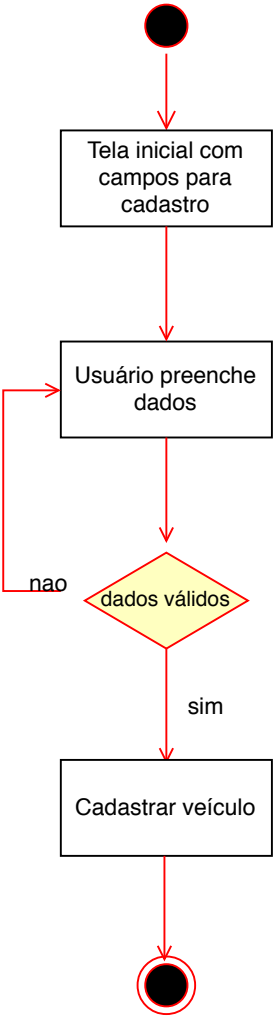 Tela inicial com
campos para
cadastro
Usuário preenche
dados
nao
dados válidos
sim
Cadastrar veículo